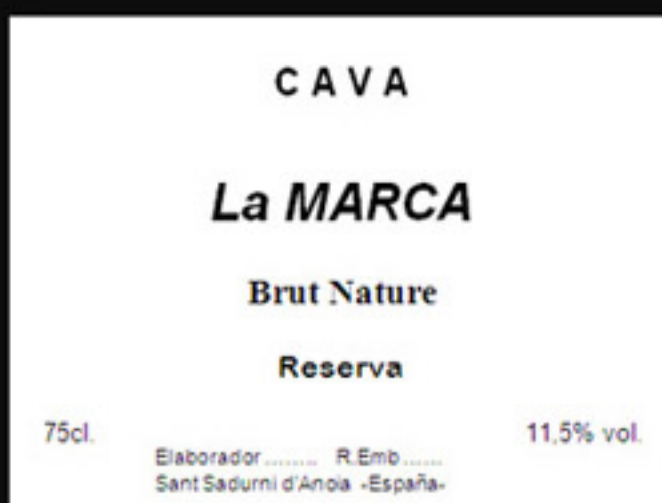 CAVA
La MARCA
Brut Nature
Reserva
75cl.
11,5% vol.
Elaborador........ R.Emb......
Sant Sadurni d'Anoia -España-